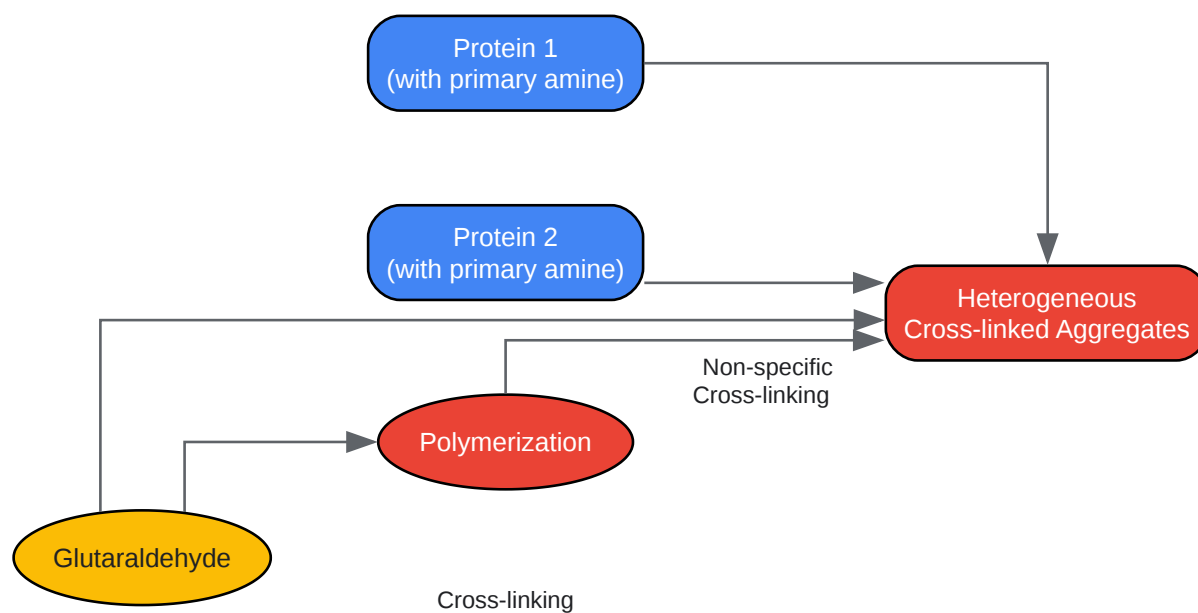 Protein 1
(with primary amine)
Protein 2
(with primary amine)
Heterogeneous
Cross-linked Aggregates
Non-specific
Cross-linking
Polymerization
Glutaraldehyde
Cross-linking